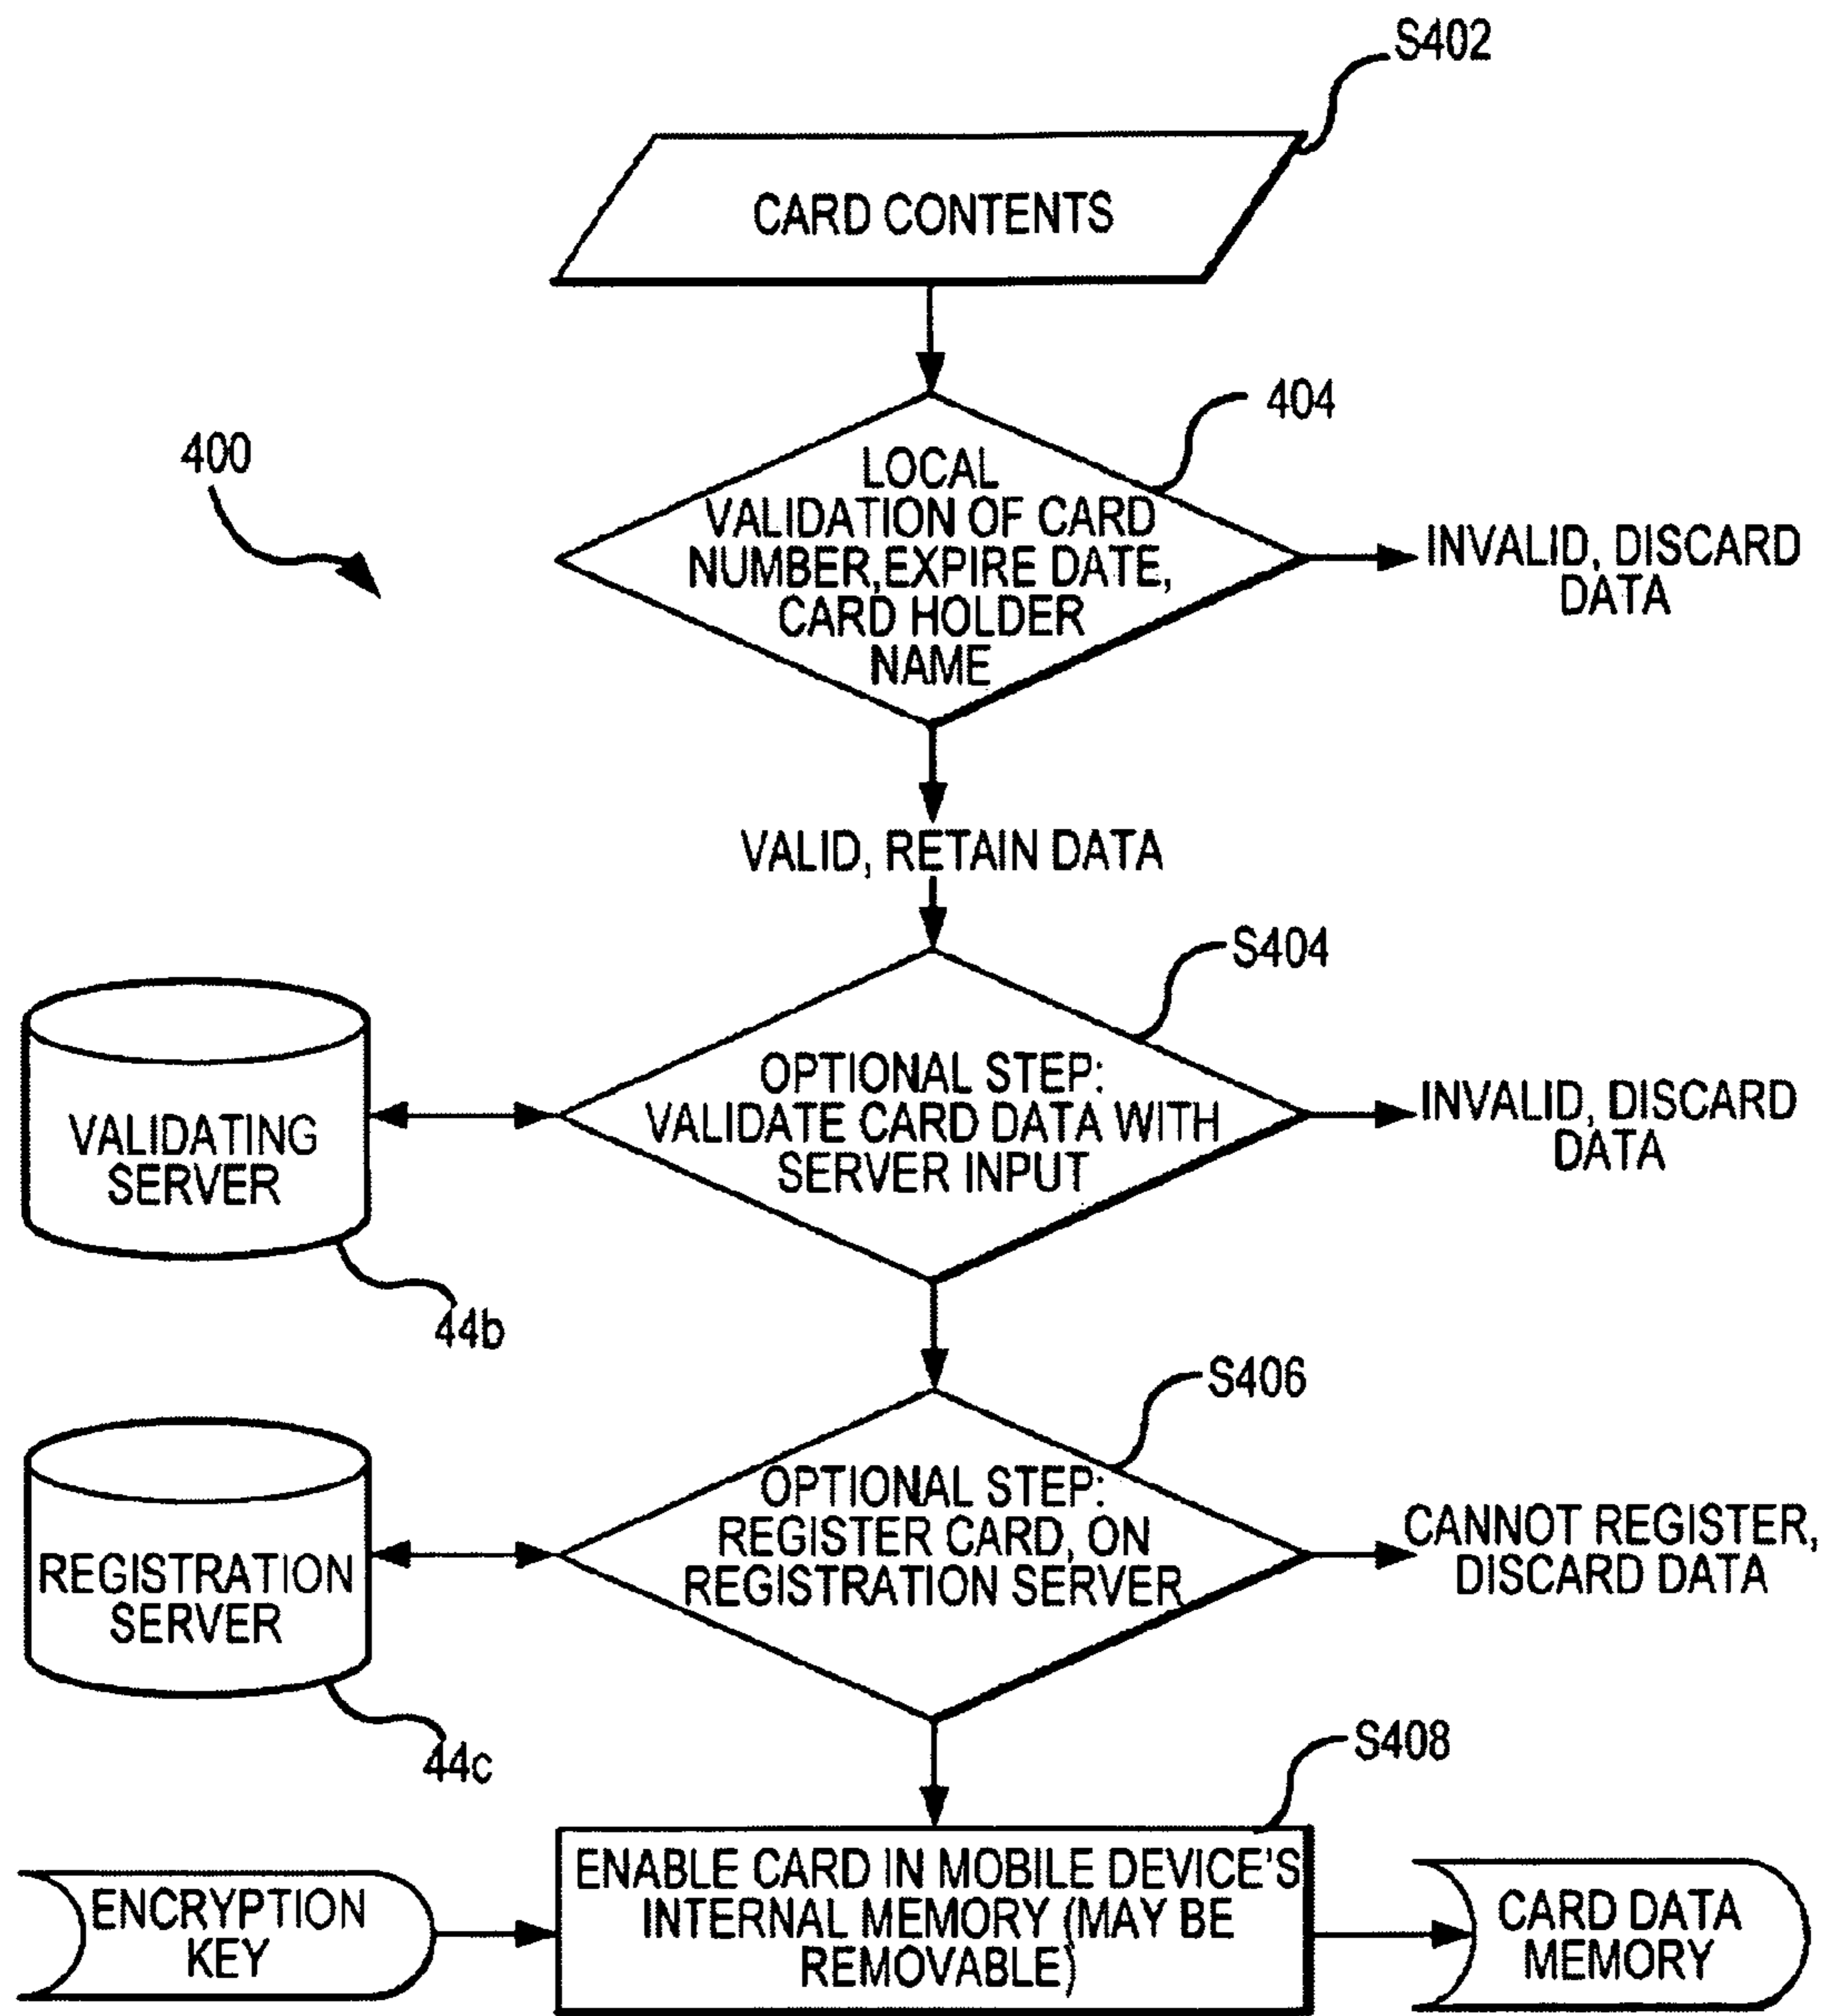 S402
CARD CONTENTS
404
400
LOCAL
VALIDATION OF CARD
NUMBER,EXPIRE DATE,
CARD HOLDER
NAME
INVALID, DISCARD
DATA
VALID, RETAIN DATA
S404
OPTIONAL STEP:
VALIDATE CARD DATA WITH
SERVER INPUT
VALIDATING
SERVER
INVALID, DISCARD
DATA
44b
S406
OPTIONAL STEP:
REGISTER CARD, ON
REGISTRATION SERVER
REGISTRATION
SERVER
CANNOT REGISTER,
DISCARD DATA
44c
S408
ENCRYPTION
KEY
ENABLE CARD IN MOBILE DEVICE'S
INTERNAL MEMORY (MAY BE
REMOVABLE)
CARD DATA
MEMORY